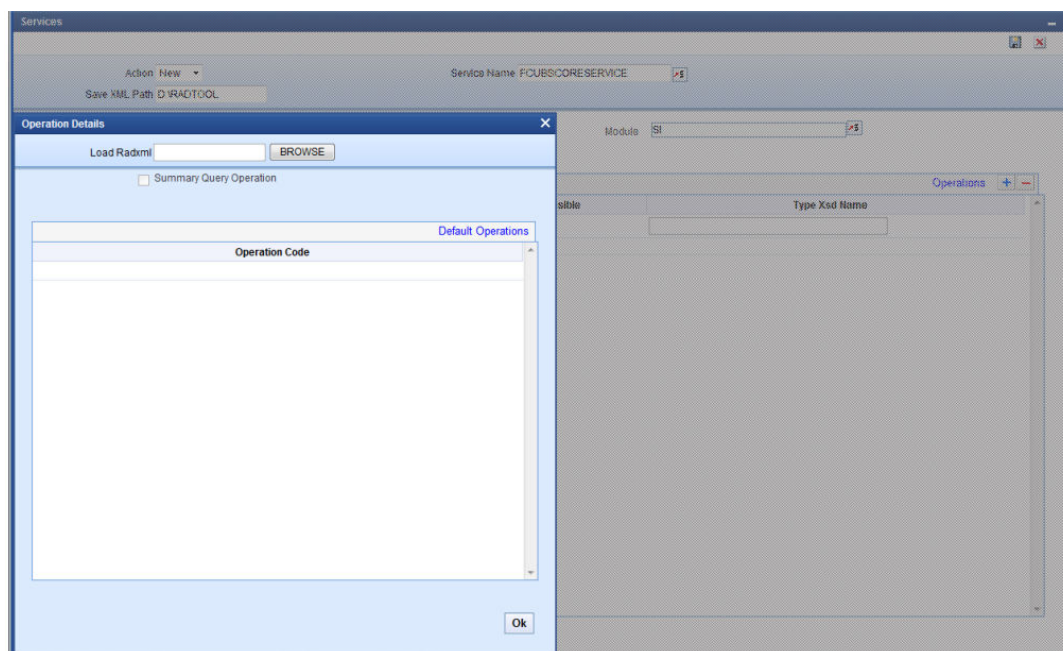 Services
Action New
Service Name FCUBSCORESERVICE
Save XML Path D:\RADTOOL
Operation Details
Module SI
Load Radxml BROWSE
Summary Query Operation
Operations
sible Type Xsd Name
Default Operations
Operation Code
Ok